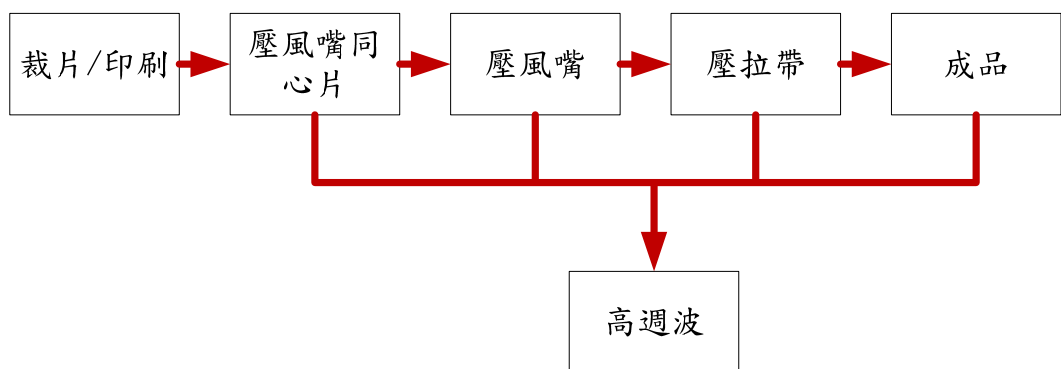 裁片/印刷
壓風嘴同
心片
壓風嘴
壓拉帶
成品
高週波